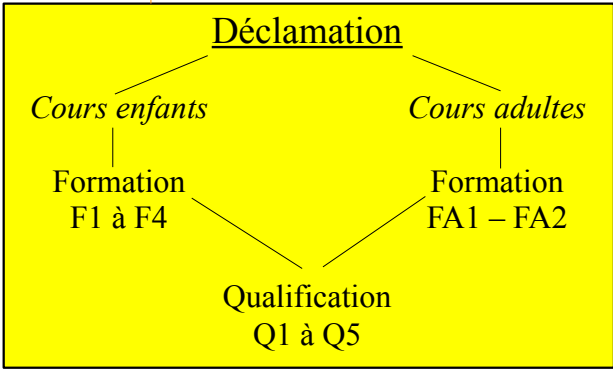 Déclamation
Cours enfants
Cours adultes
Formation
F1 à F4
Formation
FA1 – FA2
Qualification
Q1 à Q5